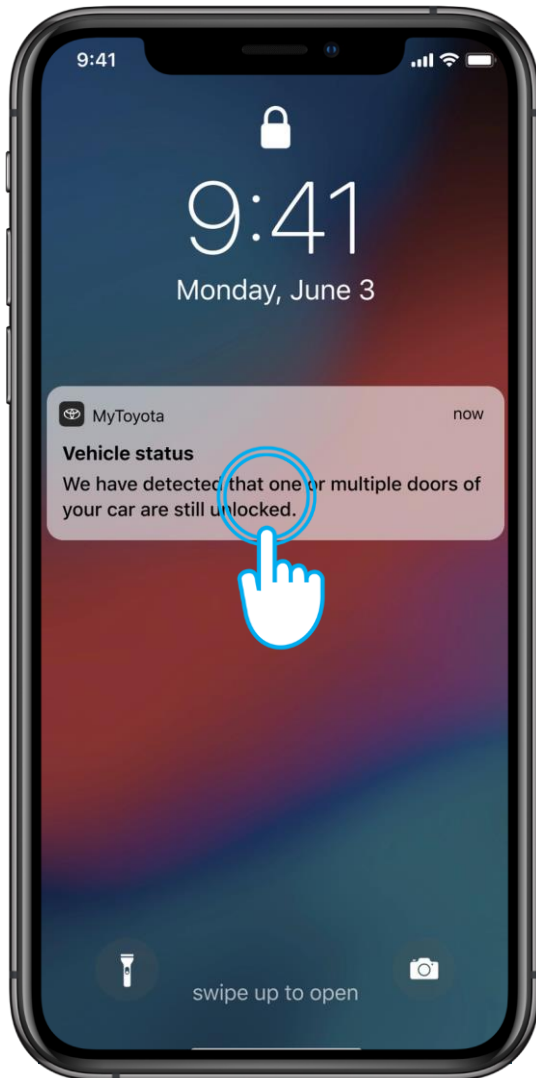 9:41
9:41
Monday, June 3
MyToyota now
Vehicle status
We have detected that one or multiple doors of
your car are still unlocked.
swipe up to open